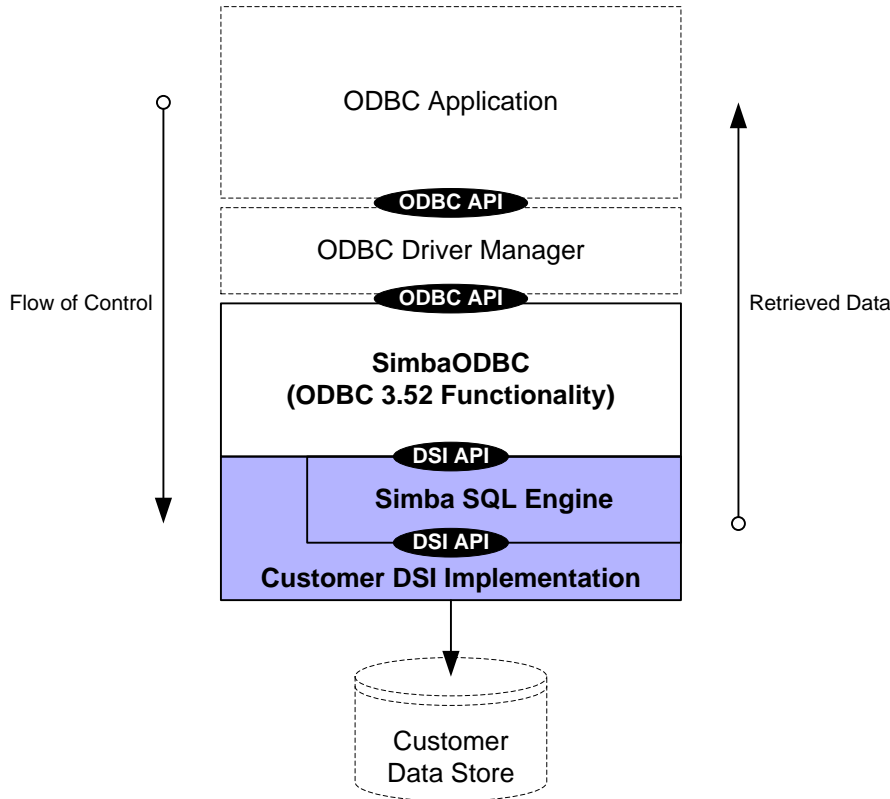 ODBC Application
ODBC API
ODBC Driver Manager
ODBC API
Flow of Control
Retrieved Data
SimbaODBC
(ODBC 3.52 Functionality)
DSI API
Simba SQL Engine
DSI API
Customer DSI Implementation
Customer
Data Store